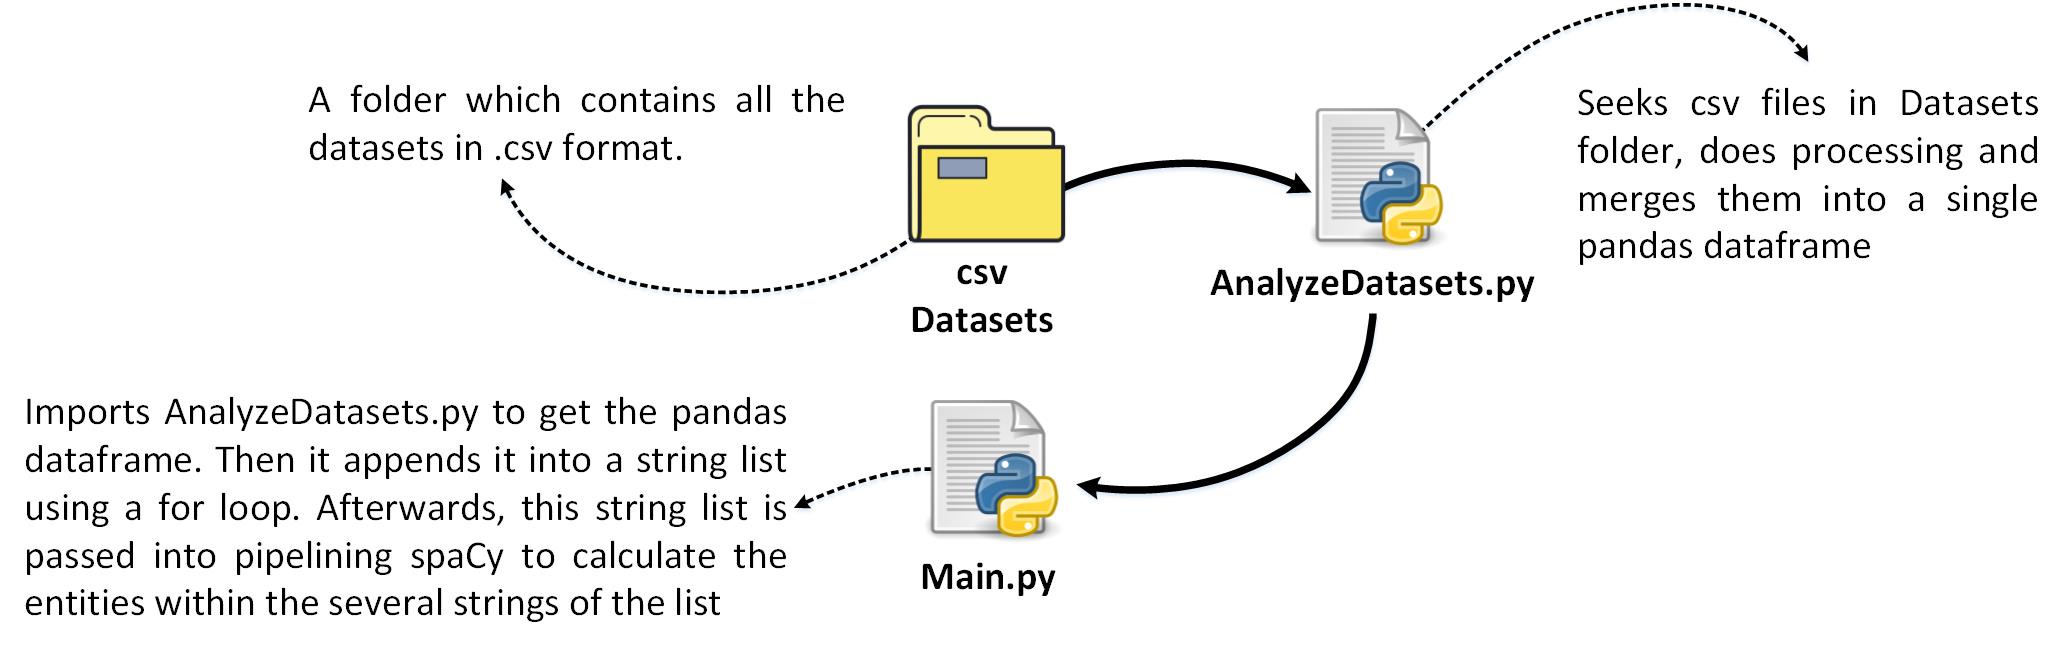 A folder which contains all the
datasets in .csv format.
csv
Datasets
AnalyzeDatasets.py
Seeks csv files in Datasets
folder, does processing and
merges them into a single
pandas dataframe
Imports AnalyzeDatasets.py to get the pandas
dataframe. Then it appends it into a string list
using a for loop. Afterwards, this string list is
passed into pipelining spaCy to calculate the
entities within the several strings of the list
Main.py